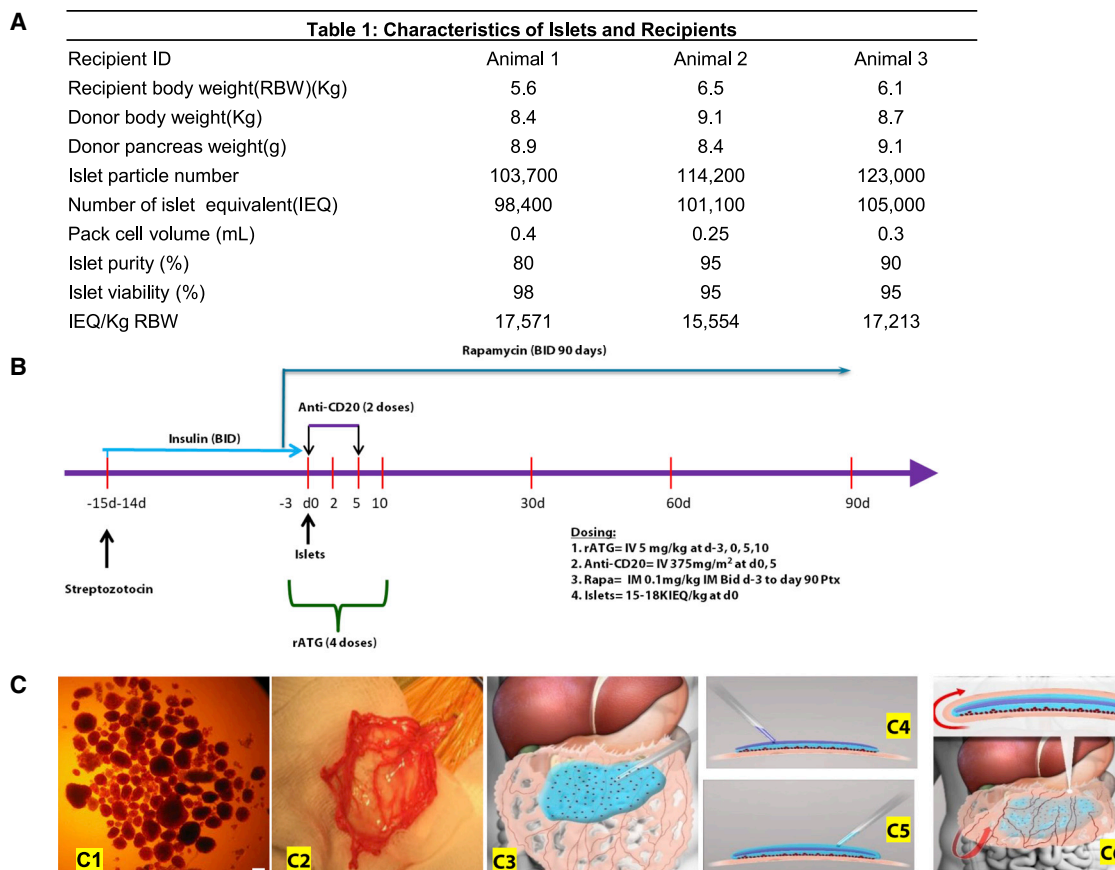 A
Table 1: Characteristics of Islets and Recipients
Recipient ID Animal 1 Animal 2 Animal 3
Recipient body weight(RBW)(Kg) 5.6 6.5 6.1
Donor body weight(Kg) 8.4 9.1 8.7
Donor pancreas weight(g) 8.9 8.4 9.1
Islet particle number 103,700 114,200 123,000
Number of islet equivalent(IEQ) 98,400 101,100 105,000
Pack cell volume (mL) 0.4 0.25 0.3
Islet purity (%) 80 95 90
Islet viability (%) 98 95 95
IEQ/Kg RBW 17,571 15,554 17,213
B
Rapamycin (BID 90 days)
Anti-CD20 (2 doses)
Insulin (BID)
-15d-14d -3 d0 2 5 10 30d 60d 90d
Islets
Streptozotocin
rATG (4 doses)
Dosing:
1. rATG= IV 5 mg/kg at d-3, 0, 5,10
2. Anti-CD20= IV 375mg/m² at d0, 5
3. Rapa= IM 0.1mg/kg IM Bid d-3 to day 90 Ptx
4. Islets= 15-18KIEQ/kg at d0
C
C1
C2
C3
C4
C5
C6